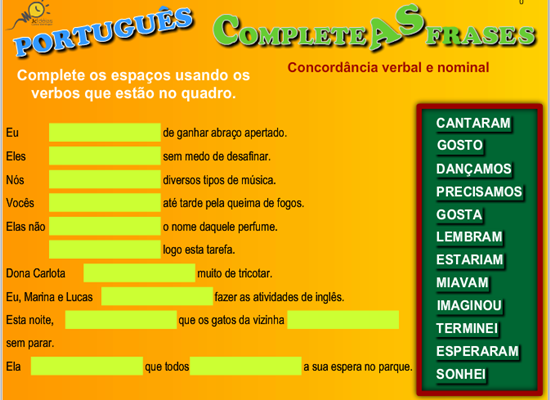 PORTUGUÊS
COMPLETE AS FRASES
Concordância verbal e nominal
Complete os espaços usando os
verbos que estão no quadro.
Eu de ganhar abraço apertado.
Eles sem medo de desafinar.
Nós diversos tipos de música.
Vocês até tarde pela queima de fogos.
Elas não o nome daquele perfume.
logo esta tarefa.
Dona Carlota muito de tricotar.
Eu, Marina e Lucas fazer as atividades de inglês.
Esta noite, que os gatos da vizinha
sem parar.
Ela que todos a sua espera no parque.
CANTARAM
GOSTO
DANÇAMOS
PRECISAMOS
GOSTA
LEMBRAM
ESTARIAM
MIAVAM
IMAGINOU
TERMINEI
ESPERARAM
SONHEI